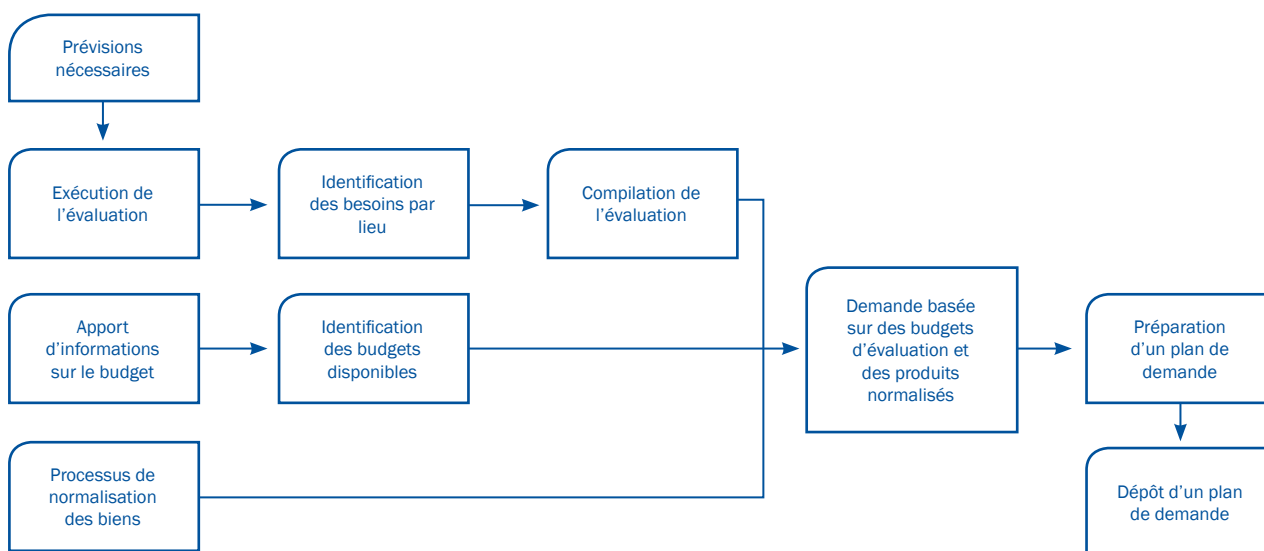 Prévisions
nécessaires
Exécution de
l'évaluation
Identification
des besoins par
lieu
Compilation de
l'évaluation
Apport
d'informations
sur le budget
Identification
des budgets
disponibles
Demande basée
sur des budgets
d'évaluation et
des produits
normalisés
Préparation
d'un plan de
demande
Processus de
normalisation
des biens
Dépôt d'un plan
de demande